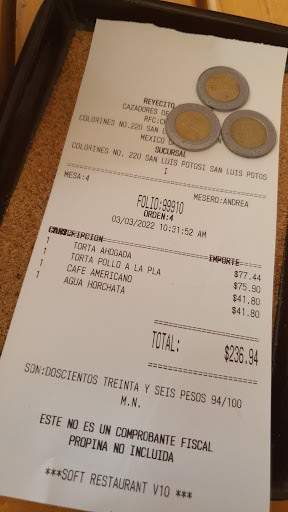 REYECITO
CAZADORES DE
RFC:C
COLORINES NO.220 SAN
MEXICO
SUCURSAL
COLORINES NO. 220 SAN LUIS POTOSI SAN LUIS POTOS
I
MESA:4 MESERO:ANDREA
FOLIO:99910
ORDEN:4
03/03/2022 10:31:52 AM
DESCRIPCION IMPORTE
1 TORTA AHOGADA $77.44
1 TORTA POLLO A LA PLA $75.90
1 CAFE AMERICANO $41.80
1 AGUA HORCHATA $41.80
TOTAL: $236.94
SON:DOSCIENTOS TREINTA Y SEIS PESOS 94/100
M.N.
ESTE NO ES UN COMPROBANTE FISCAL
PROPINA NO INCLUIDA
***SOFT RESTAURANT V10 ***